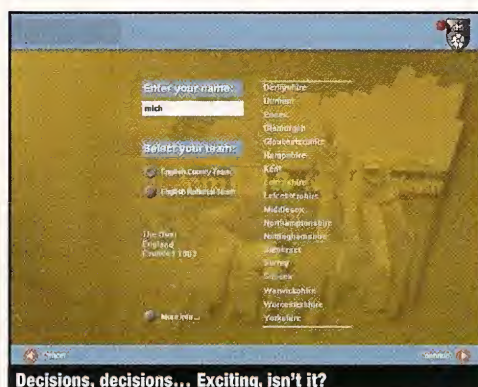 Enter your name:
mich
Select your team:
English County Team
English National Team
The Oval
England
Founded
More info...
Derbyshire
Durham
Essex
Glamorgan
Gloucestershire
Hampshire
Kent
Lancashire
Leicestershire
Middlesex
Northamptonshire
Nottinghamshire
Somerset
Surrey
Sussex
Warwickshire
Worcestershire
Yorkshire
Cancel
Decisions, decisions... Exciting, isn't it?